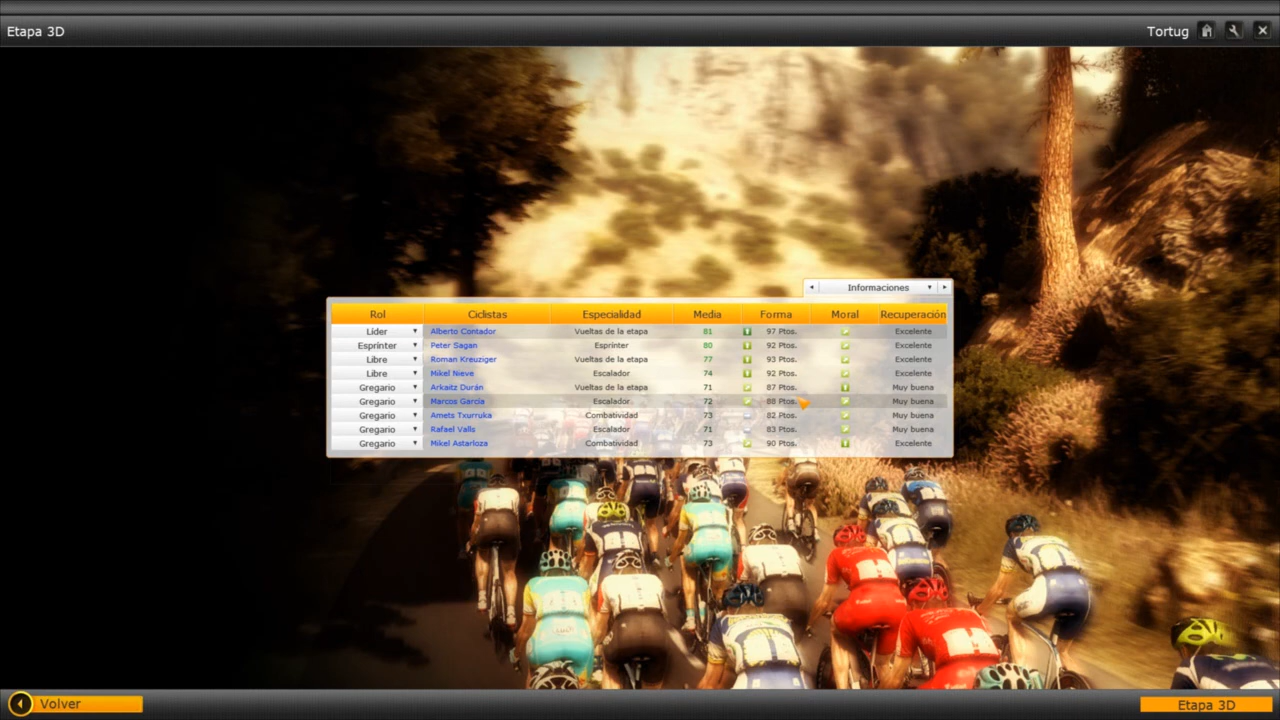 Etapa 3D
Tortug
Informaciones
Rol Ciclistas Especialidad Media Forma Moral Recuperación
Líder Alberto Contador Vueltas de la etapa 81 97 Ptos. Excelente
Esprínter Peter Sagan Esprínter 80 92 Ptos. Excelente
Libre Roman Kreuziger Vueltas de la etapa 77 93 Ptos. Excelente
Libre Mikel Nieve Escalador 74 92 Ptos. Excelente
Gregario Arkaitz Durán Vueltas de la etapa 71 87 Ptos. Muy buena
Gregario Marcos García Escalador 72 88 Ptos. Muy buena
Gregario Amets Txurruka Combatividad 73 82 Ptos. Muy buena
Gregario Rafael Valls Escalador 71 83 Ptos. Muy buena
Gregario Mikel Astarloza Combatividad 73 90 Ptos. Excelente
Volver
Etapa 3D